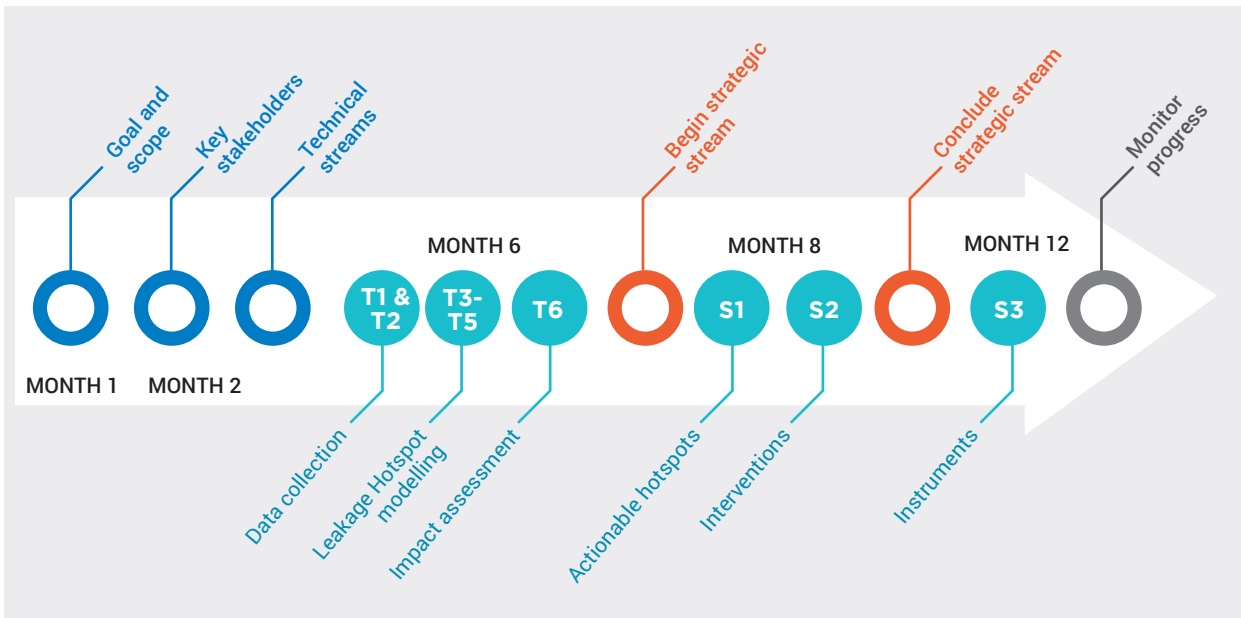 Goal and
scope
Key
stakeholders
Technical
streams
Begin strategic
stream
Conclude
strategic stream
Monitor
progress
MONTH 6
MONTH 8
MONTH 12
T1 &
T2
T3-
T5
T6
S1
S2
S3
MONTH 1
MONTH 2
Data collection
Leakage Hotspot
modelling
Impact assessment
Actionable hotspots
Interventions
Instruments